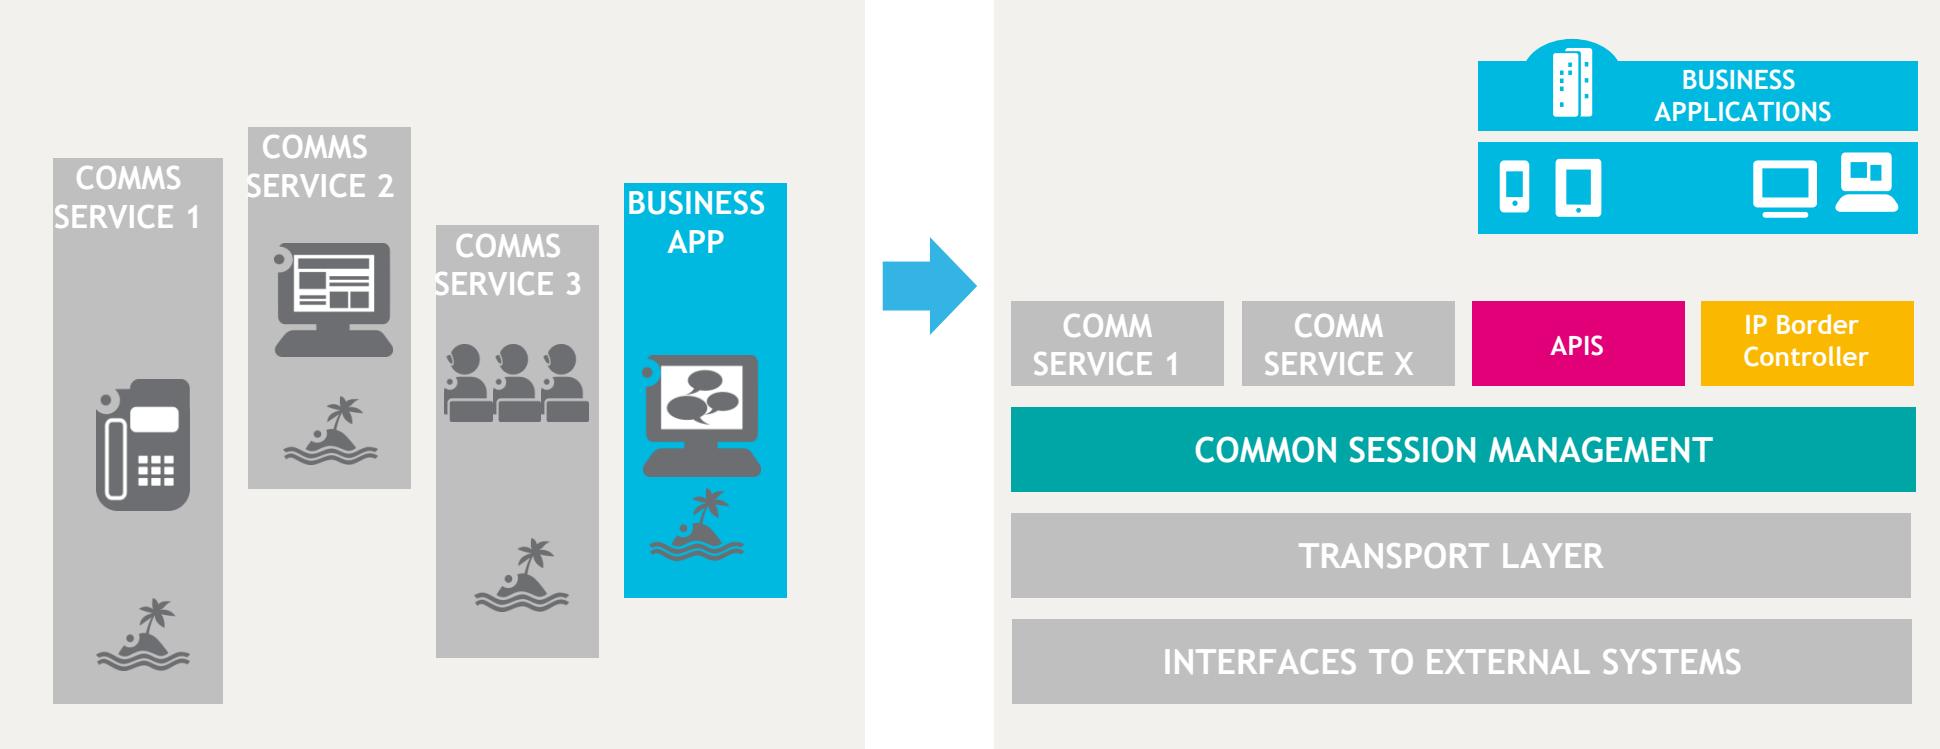 COMMS
SERVICE 1
COMMS
SERVICE 2
COMMS
SERVICE 3
BUSINESS
APP
BUSINESS
APPLICATIONS
COMM
SERVICE 1
COMM
SERVICE X
APIS
IP Border
Controller
COMMON SESSION MANAGEMENT
TRANSPORT LAYER
INTERFACES TO EXTERNAL SYSTEMS